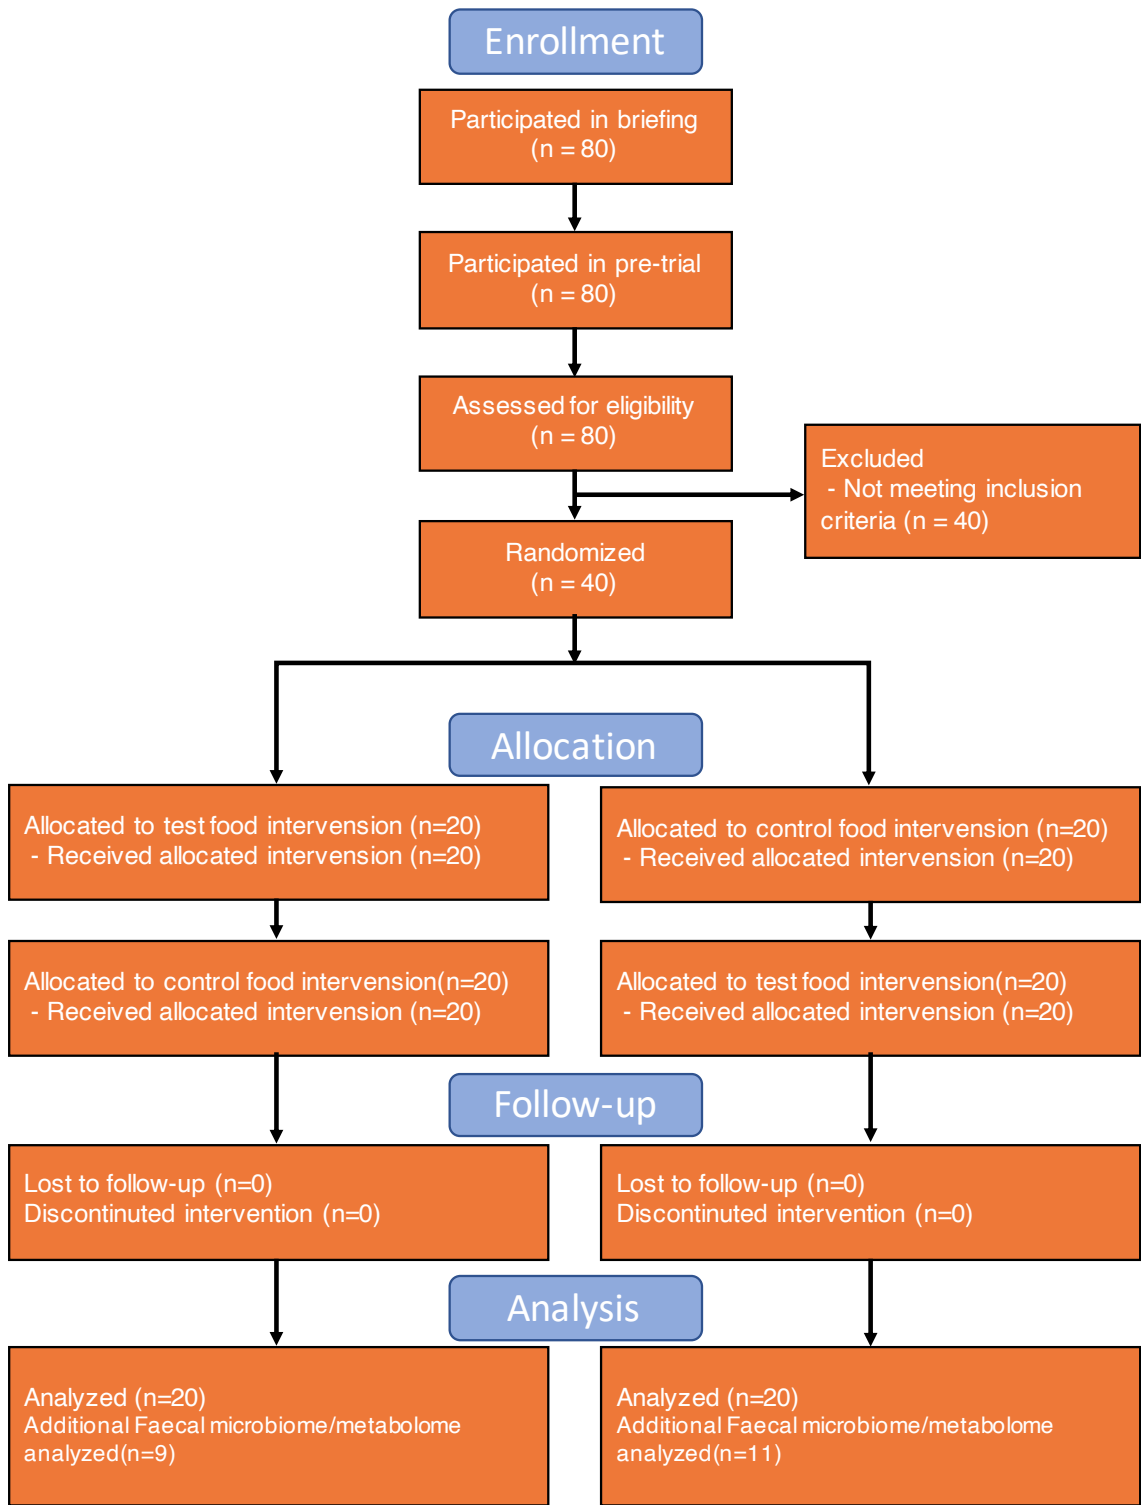 Enrollment
Participated in briefing
(n = 80)
Participated in pre-trial
(n = 80)
Assessed for eligibility
(n = 80)
Excluded
- Not meeting inclusion
criteria (n = 40)
Randomized
(n = 40)
Allocation
Allocated to test food intervension (n=20)
- Received allocated intervension (n=20)
Allocated to control food intervension (n=20)
- Received allocated intervension (n=20)
Allocated to control food intervension(n=20)
- Received allocated intervension (n=20)
Allocated to test food intervension(n=20)
- Received allocated intervension (n=20)
Follow-up
Lost to follow-up (n=0)
Discontinuted intervention (n=0)
Lost to follow-up (n=0)
Discontinuted intervention (n=0)
Analysis
Analyzed (n=20)
Additional Faecal microbiome/metabolome
analyzed(n=9)
Analyzed (n=20)
Additional Faecal microbiome/metabolome
analyzed(n=11)